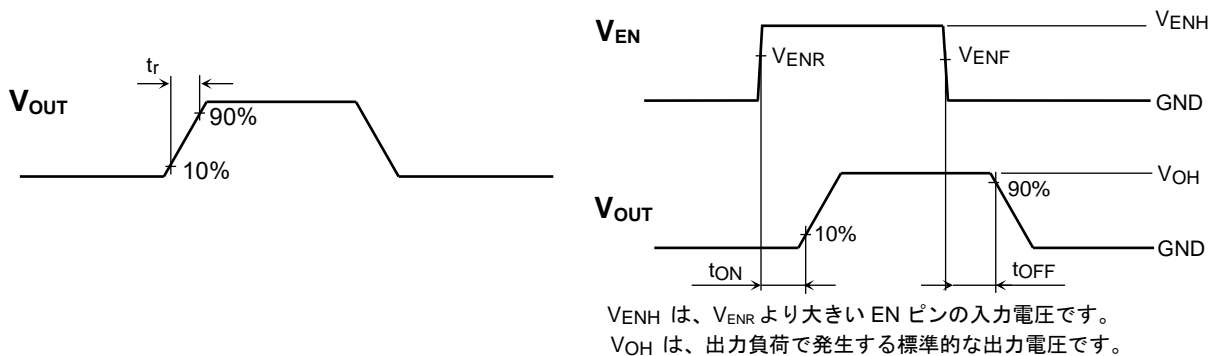 tr
VOUT
90%
10%
VEN
VENR
VENF
VENH
GND
VOUT
10%
90%
VOH
GND
tON
tOFF
VENH は、VENR より大きい EN ピンの入力電圧です。
VOH は、出力負荷で発生する標準的な出力電圧です。